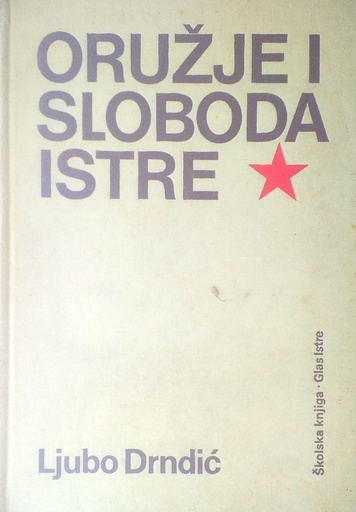 ORUŽJE I
SLOBODA
ISTRE
Školska knjiga · Glas Istre
Ljubo Drndić